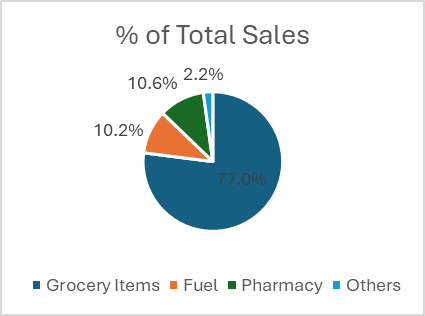 % of Total Sales
2.2%
10.6%
10.2%
77.0%
Grocery Items Fuel Pharmacy Others